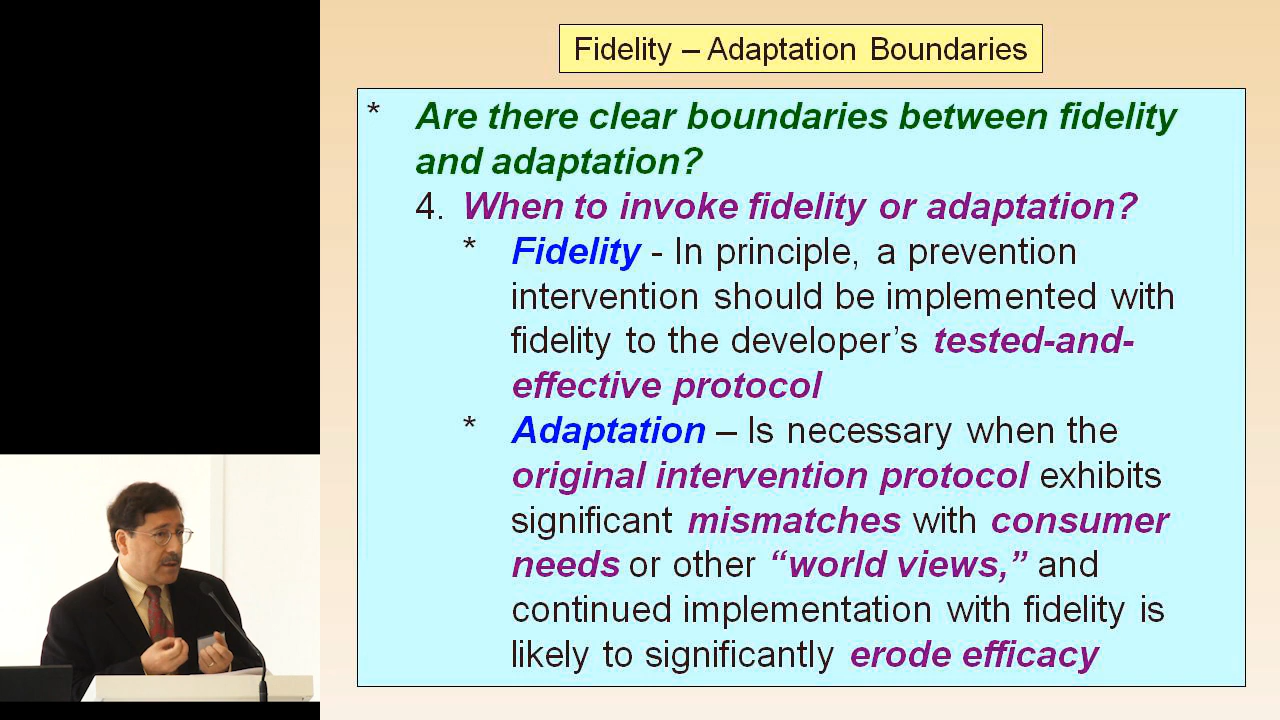 Fidelity – Adaptation Boundaries
* Are there clear boundaries between fidelity
and adaptation?
4. When to invoke fidelity or adaptation?
* Fidelity - In principle, a prevention
intervention should be implemented with
fidelity to the developer’s tested-and-
effective protocol
* Adaptation – Is necessary when the
original intervention protocol exhibits
significant mismatches with consumer
needs or other “world views,” and
continued implementation with fidelity is
likely to significantly erode efficacy